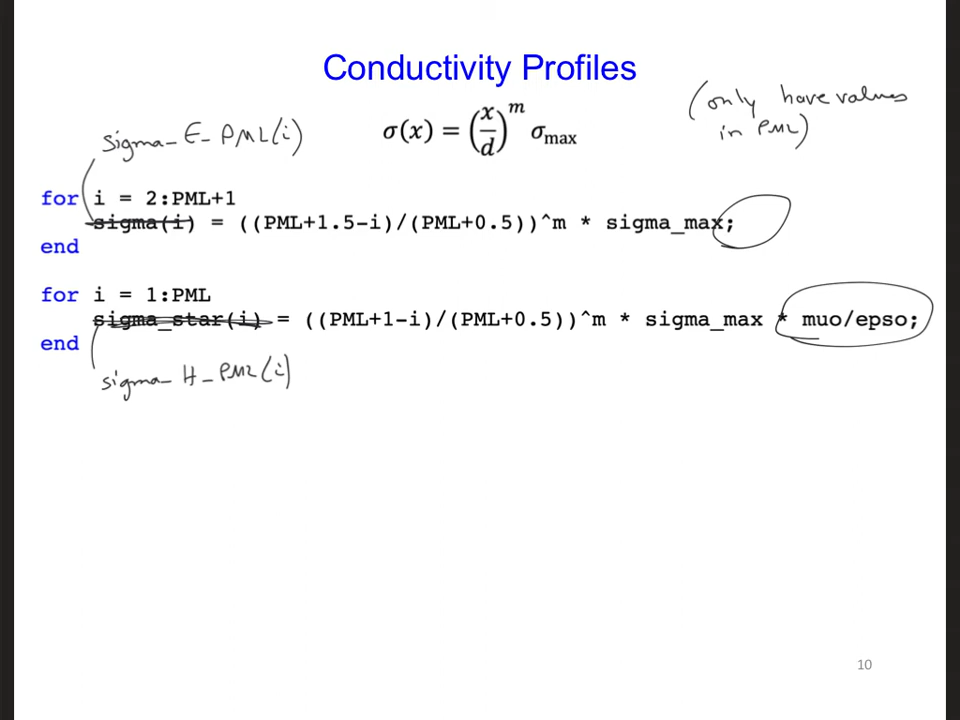 Conductivity Profiles
(only have values
in PML)
sigma_E_PML(i)
σ(x) = (x/d)^m σmax
for i = 2:PML+1
sigma(i) = ((PML+1.5-i)/(PML+0.5))^m * sigma_max;
end
for i = 1:PML
sigma_star(i) = ((PML+1-i)/(PML+0.5))^m * sigma_max * muo/epso;
end
sigma_H_PML(i)
10